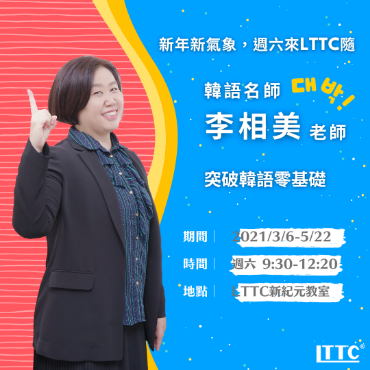 新年新氣象，週六來LTTC隨
韓語名師 대박!
李相美 老師
突破韓語零基礎
期間｜2021/3/6-5/22
時間｜週六 9:30-12:20
地點｜LTTC新紀元教室
LTTC